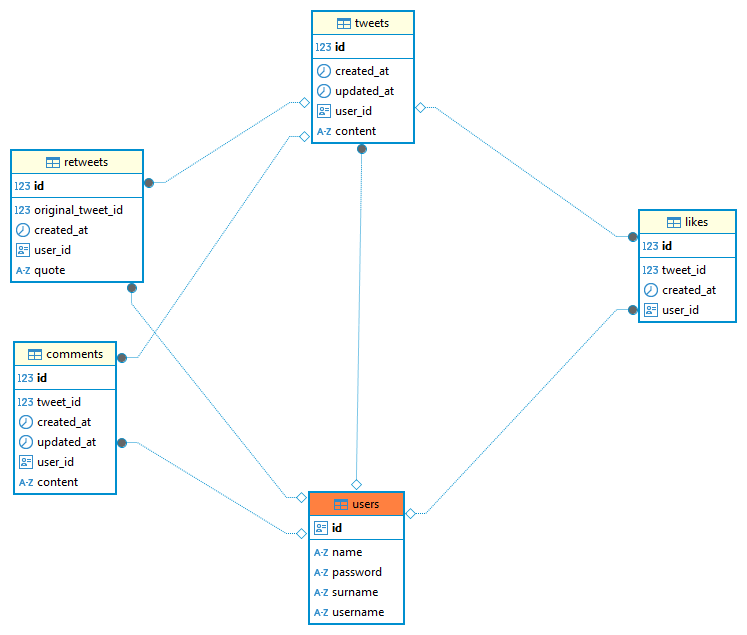 tweets
123 id
created_at
updated_at
user_id
A-Z content
retweets
123 id
123 original_tweet_id
created_at
user_id
A-Z quote
likes
123 id
123 tweet_id
created_at
user_id
comments
123 id
123 tweet_id
created_at
updated_at
user_id
A-Z content
users
id
A-Z name
A-Z password
A-Z surname
A-Z username